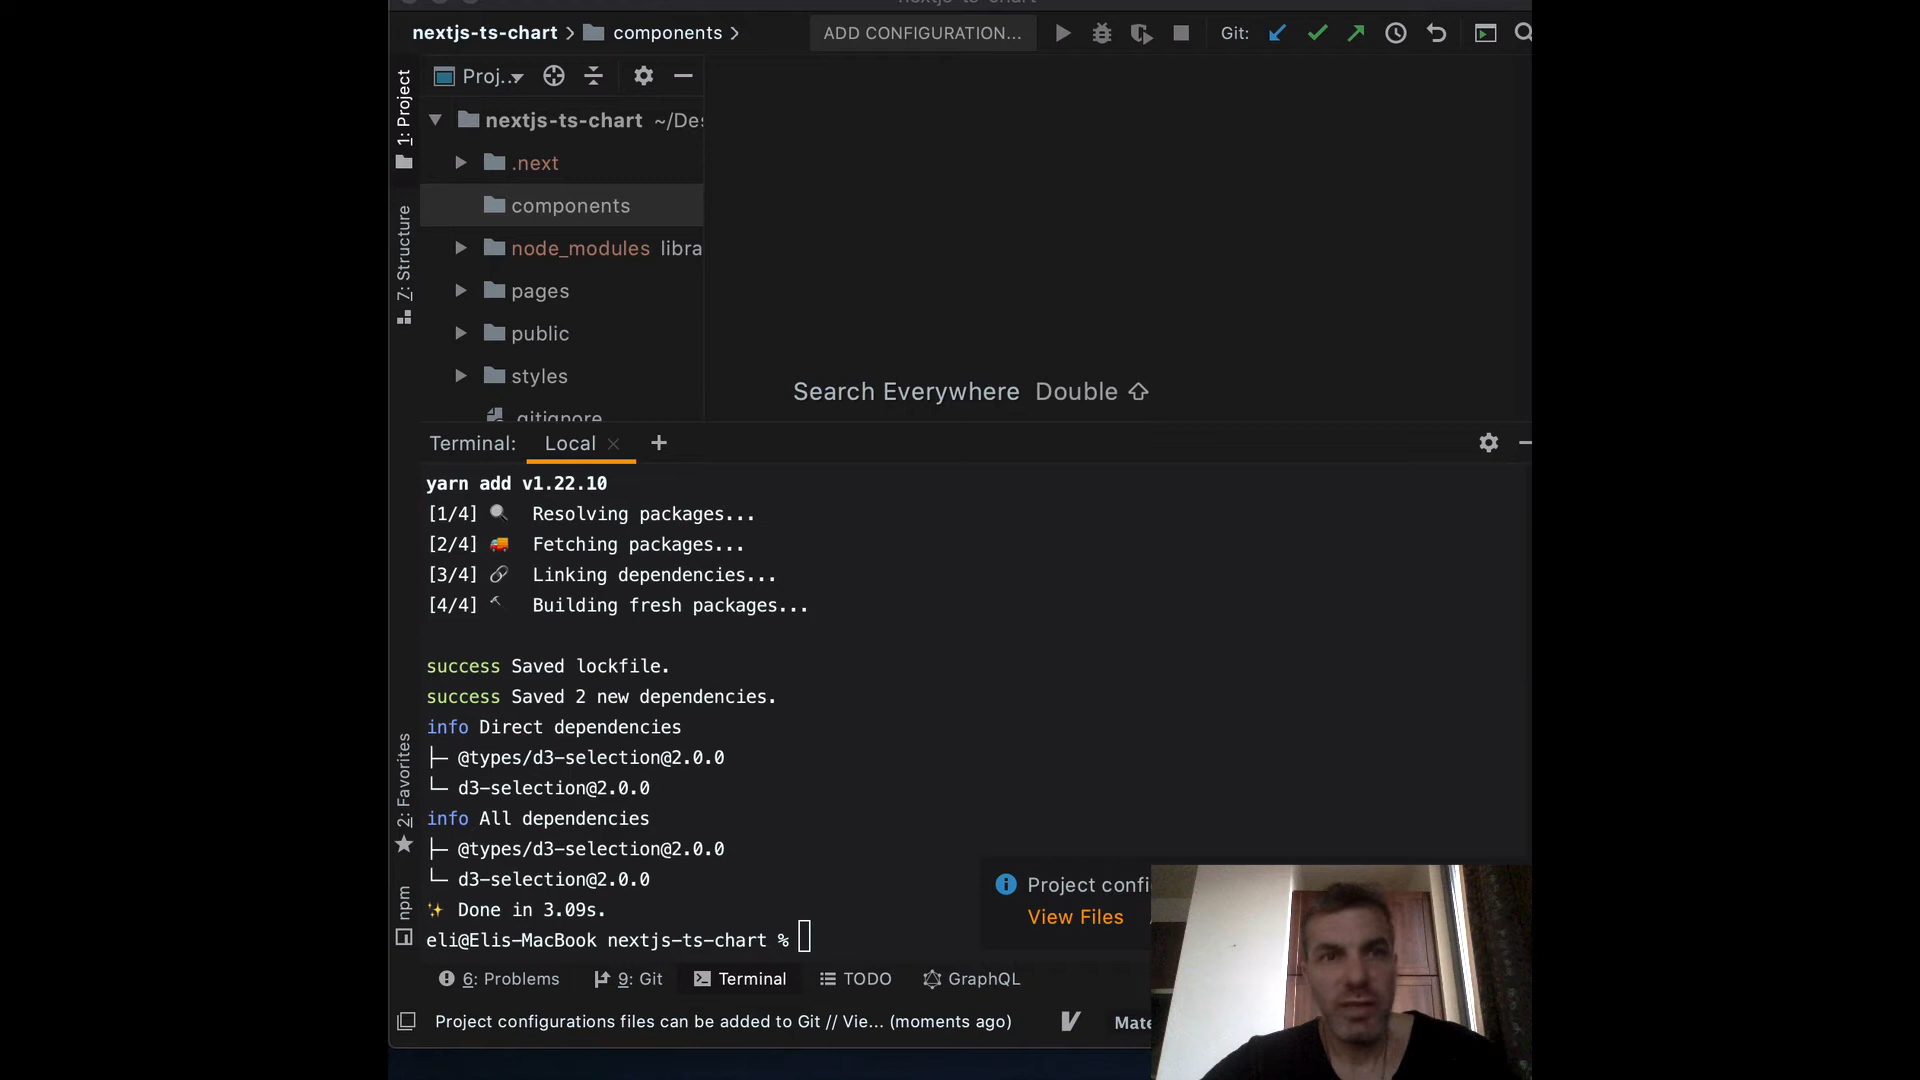 nextjs-ts-chart
nextjs-ts-chart components ADD CONFIGURATION... Git:
1: Project
Proj..
nextjs-ts-chart ~/Des
.next
components
node_modules libra
pages
public
styles
.gitignore
Z: Structure
Search Everywhere Double
Terminal: Local
yarn add v1.22.10
[1/4] 🔍 Resolving packages...
[2/4] 🚚 Fetching packages...
[3/4] 🔗 Linking dependencies...
[4/4] 🔨 Building fresh packages...
success Saved lockfile.
success Saved 2 new dependencies.
info Direct dependencies
├─ @types/d3-selection@2.0.0
└─ d3-selection@2.0.0
info All dependencies
├─ @types/d3-selection@2.0.0
└─ d3-selection@2.0.0
✨ Done in 3.09s.
eli@Elis-MacBook nextjs-ts-chart %
2: Favorites
npm
Project confi
View Files
6: Problems 9: Git Terminal TODO GraphQL
Project configurations files can be added to Git // Vie... (moments ago) Mate